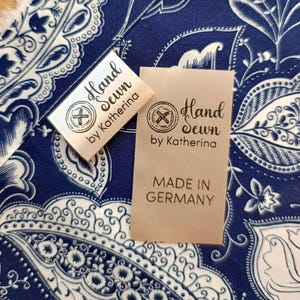 Hand
Sewn
by Katherina
Hand
Sewn
by Katherina
MADE IN
GERMANY